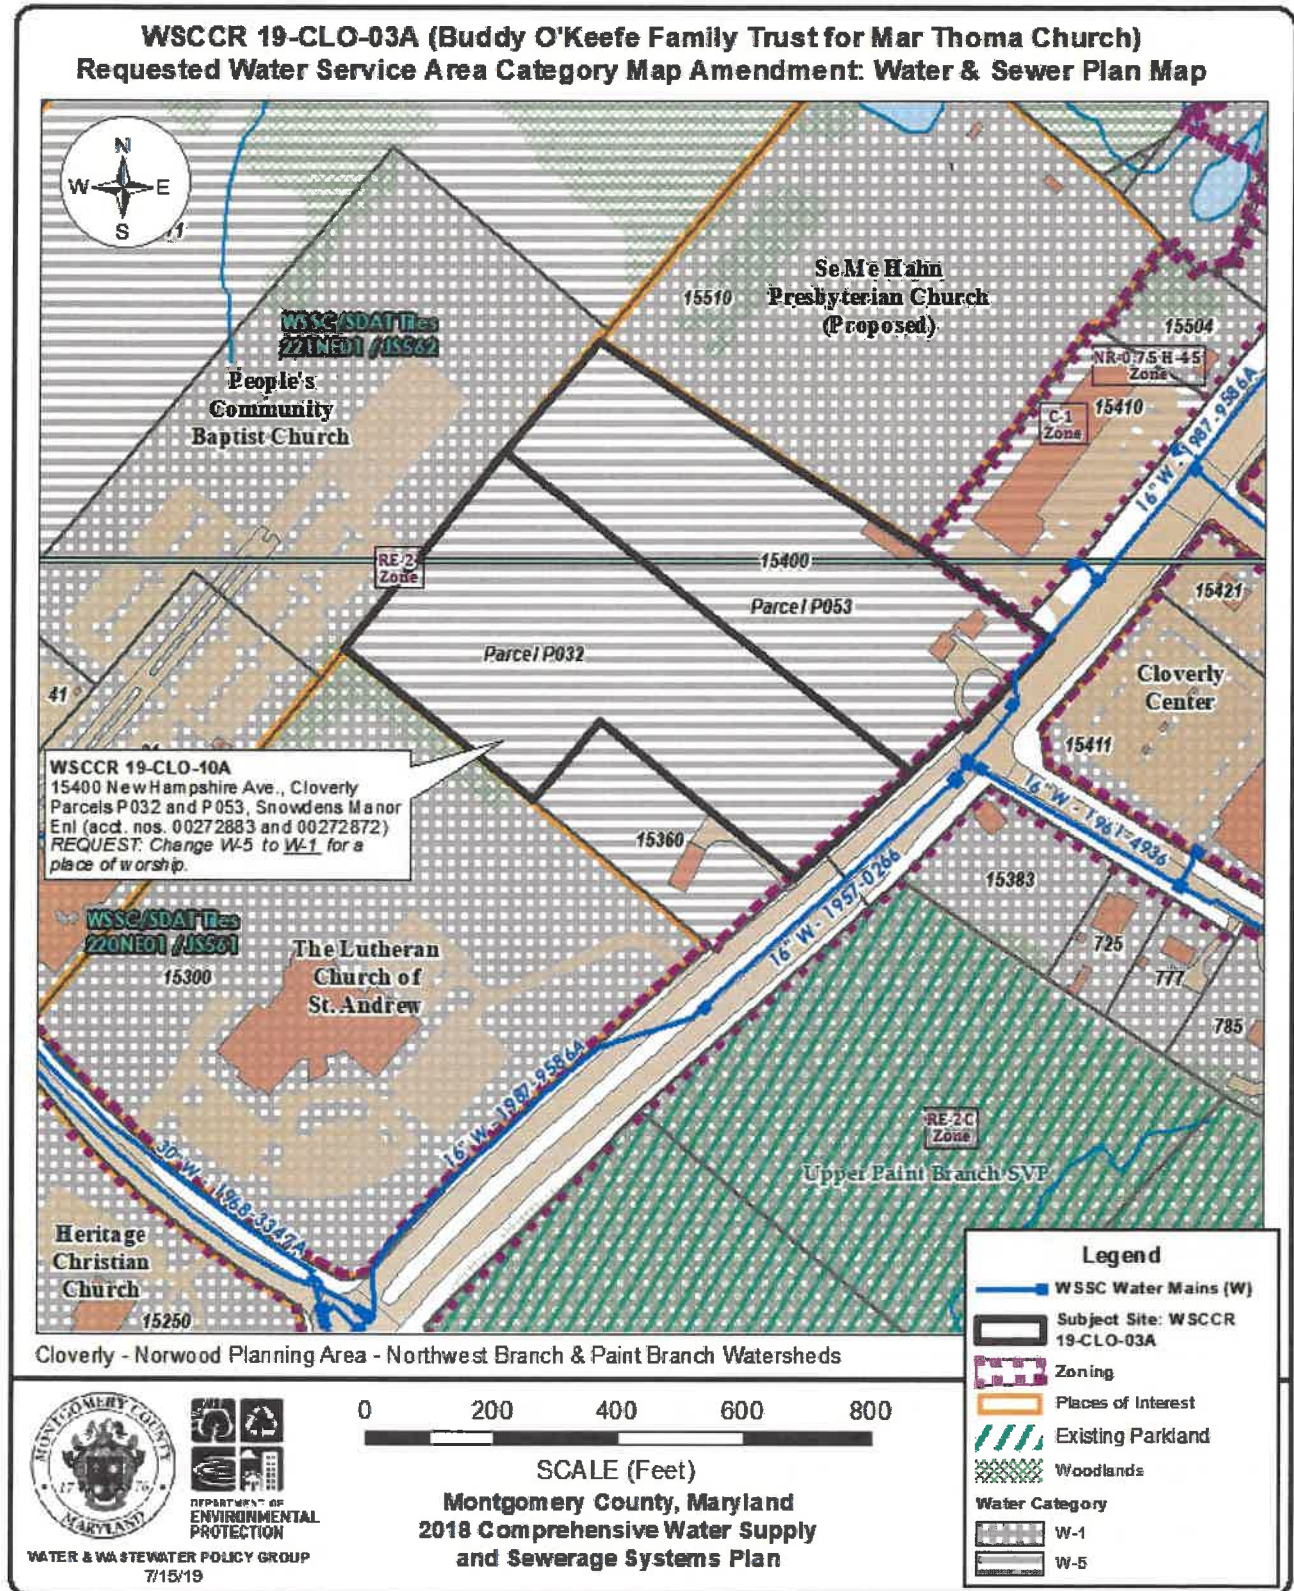 WSCCR 19-CLO-03A (Buddy O'Keefe Family Trust for Mar Thoma Church)
Requested Water Service Area Category Map Amendment: Water & Sewer Plan Map
N
W E
S
Se Me Hahn
Presbyterian Church
(Proposed)
15510
15504
WSSC/SDAT Tiles
221NE01 / JS562
NR-0.75 H-45
Zone
People's
Community
Baptist Church
C-1
Zone
15410
16" W - 1987-9586A
RE-2
Zone
15400
Parcel P053
15421
Parcel P032
Cloverly
Center
41
15411
WSCCR 19-CLO-10A
15400 New Hampshire Ave., Cloverly
Parcels P032 and P053, Snowdens Manor
Enl (acct. nos. 00272883 and 00272872)
REQUEST: Change W-5 to W-1 for a
place of worship.
16" W - 1961-4936
15360
15383
16" W - 1957-0266
WSSC/SDAT Tiles
220NE01 / JS561
The Lutheran
Church of
St. Andrew
15300
725
777
785
16" W - 1987-9586A
RE-2C
Zone
Upper Paint Branch SVP
30" W - 1968-3347A
Heritage
Christian
Church
15250
Legend
WSSC Water Mains (W)
Subject Site: WSCCR
19-CLO-03A
Zoning
Places of Interest
Existing Parkland
Woodlands
Water Category
W-1
W-5
Cloverly - Norwood Planning Area - Northwest Branch & Paint Branch Watersheds
MONTGOMERY COUNTY
17 76
MARYLAND
DEPARTMENT OF
ENVIRONMENTAL
PROTECTION
WATER & WASTEWATER POLICY GROUP
7/15/19
0 200 400 600 800
SCALE (Feet)
Montgomery County, Maryland
2018 Comprehensive Water Supply
and Sewerage Systems Plan